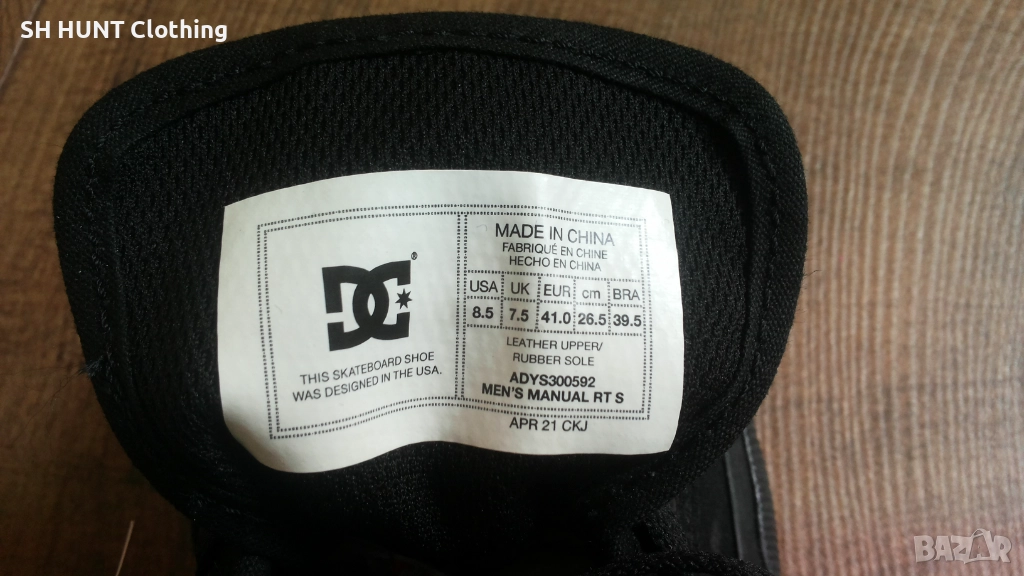 SH HUNT Clothing
DC®
THIS SKATEBOARD SHOE
WAS DESIGNED IN THE USA.
MADE IN CHINA
FABRIQUÉ EN CHINE
HECHO EN CHINA
USA UK EUR cm BRA
8.5 7.5 41.0 26.5 39.5
LEATHER UPPER/
RUBBER SOLE
ADYS300592
MEN'S MANUAL RT S
APR 21 CKJ
BAZAR